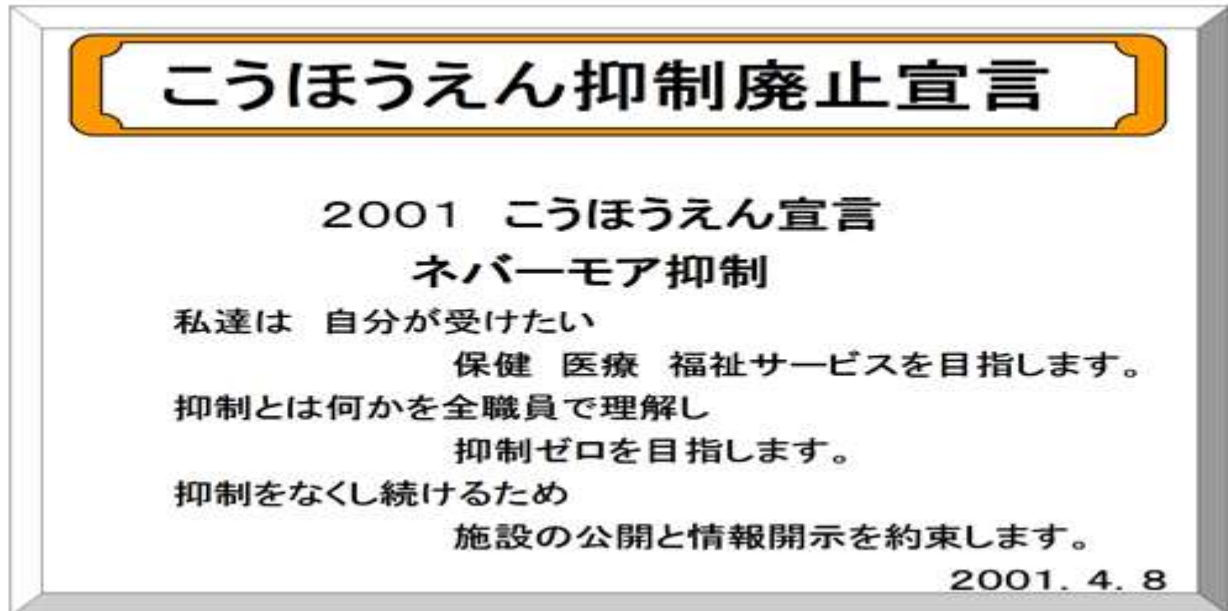 こうほうえん抑制廃止宣言
2001 こうほうえん宣言
ネバーモア抑制
私達は 自分が受けたい
保健 医療 福祉サービスを目指します。
抑制とは何かを全職員で理解し
抑制ゼロを目指します。
抑制をなくし続けるため
施設の公開と情報開示を約束します。
2001．4．8